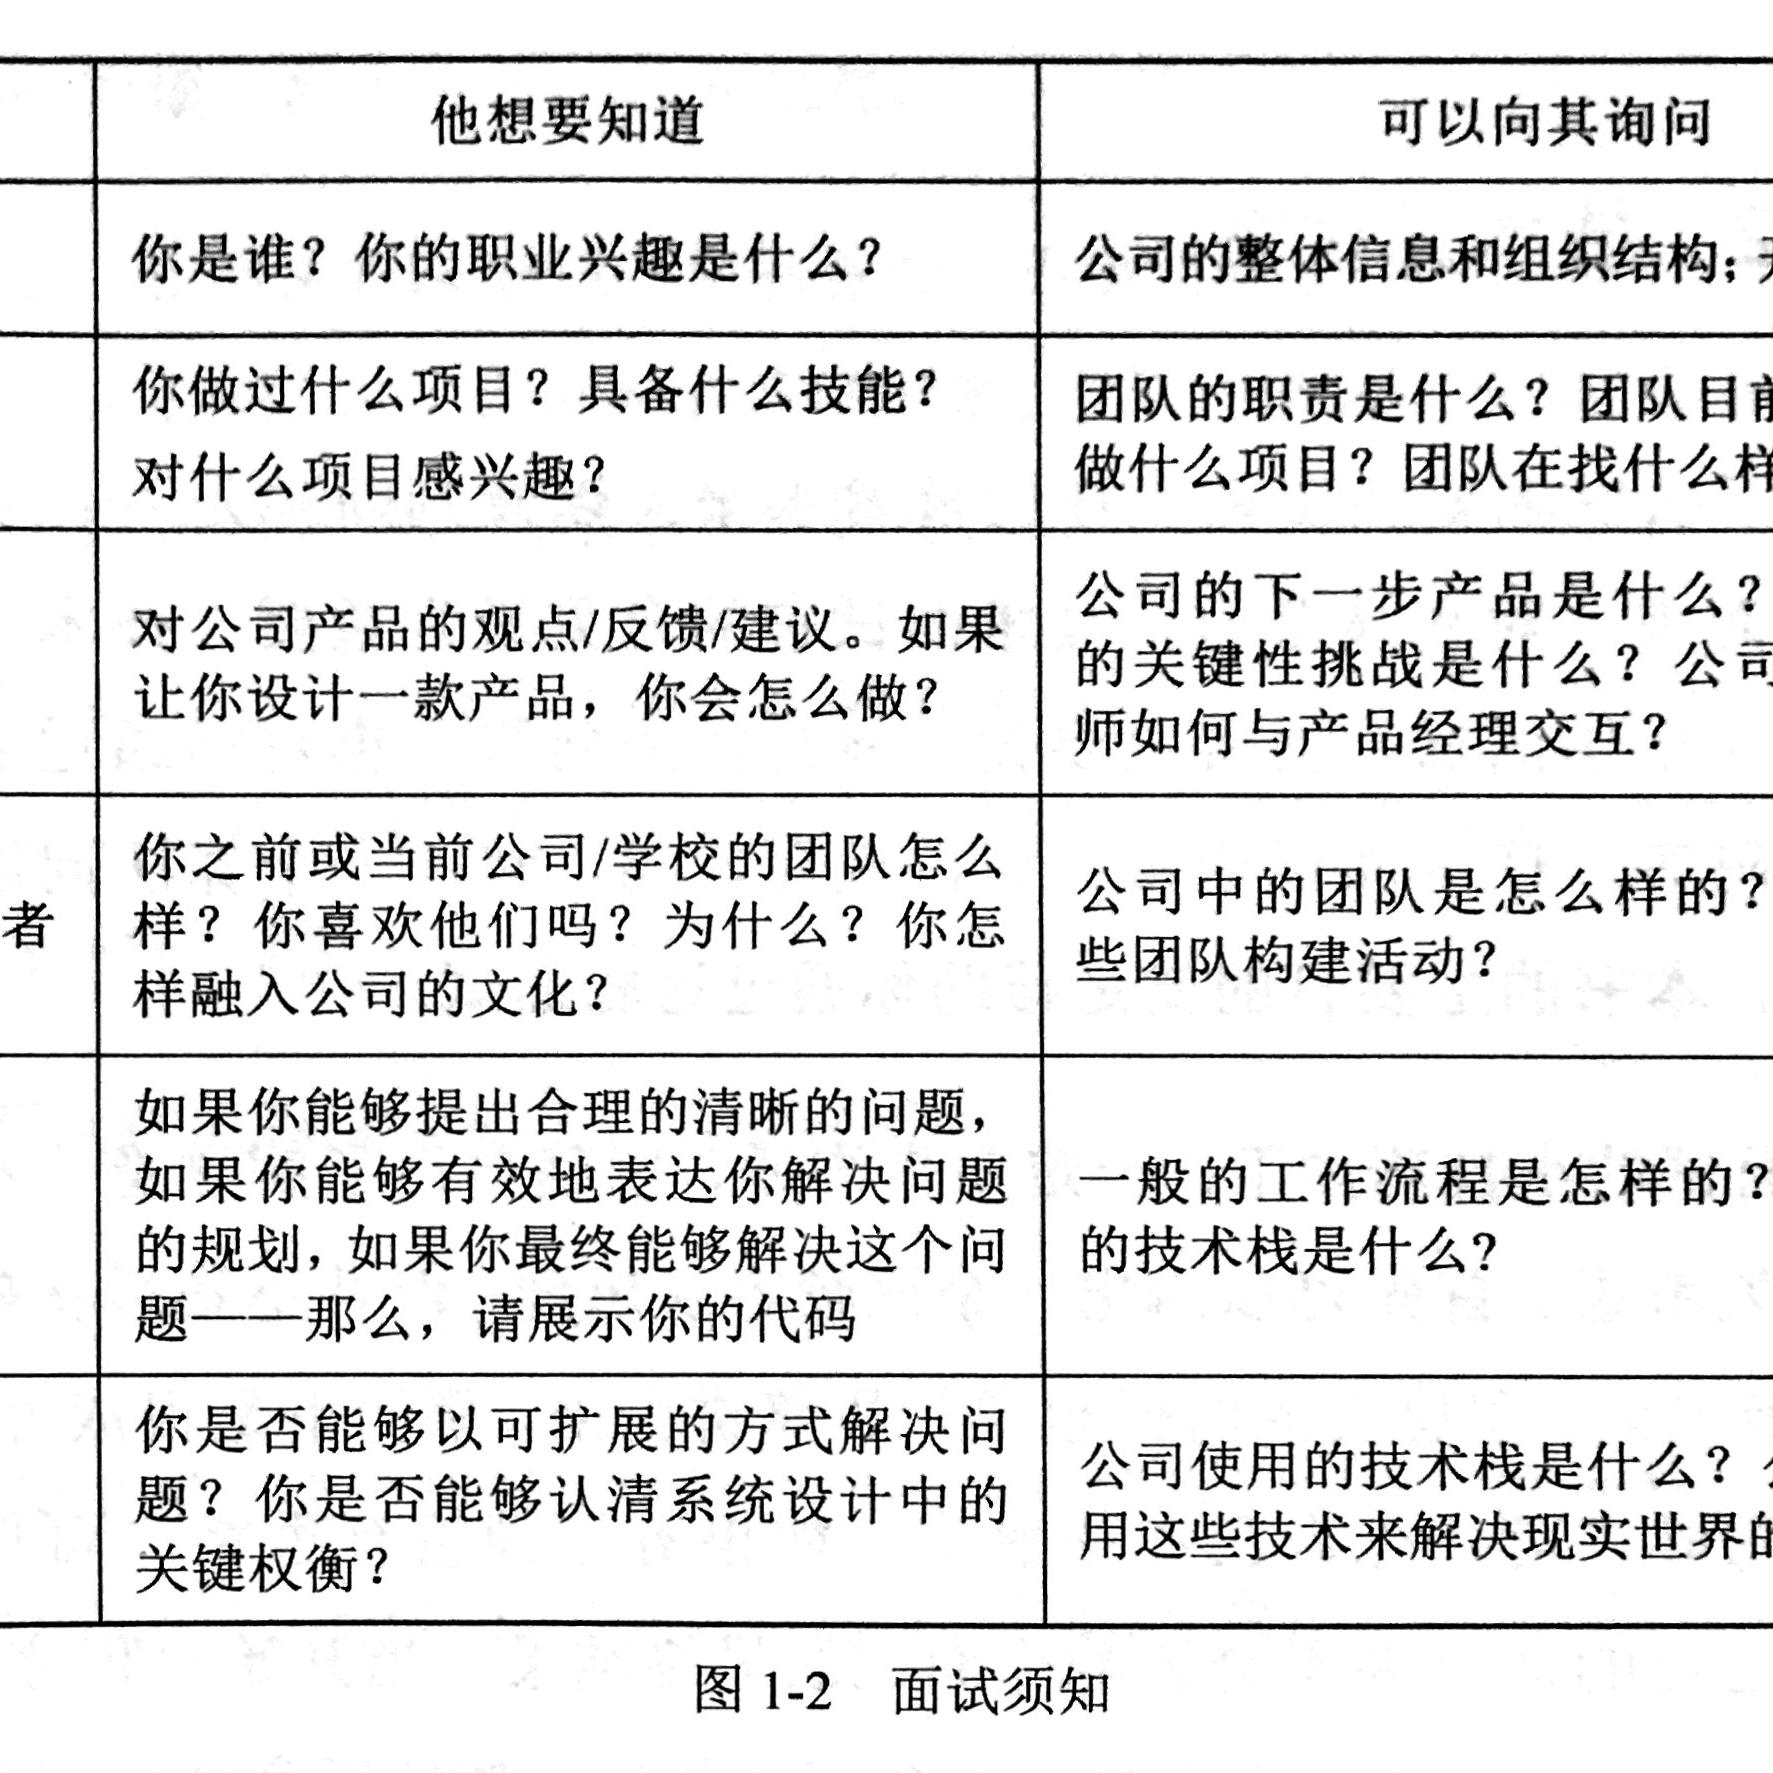 他想要知道
可以向其询问
你是谁？你的职业兴趣是什么？
公司的整体信息和组织结构；
你做过什么项目？具备什么技能？
对什么项目感兴趣？
团队的职责是什么？团队目前
做什么项目？团队在找什么样
对公司产品的观点/反馈/建议。如果
让你设计一款产品，你会怎么做？
公司的下一步产品是什么？
的关键性挑战是什么？公司
师如何与产品经理交互？
者
你之前或当前公司/学校的团队怎么
样？你喜欢他们吗？为什么？你怎
样融入公司的文化？
公司中的团队是怎么样的？
些团队构建活动？
如果你能够提出合理的清晰的问题，
如果你能够有效地表达你解决问题
的规划，如果你最终能够解决这个问
题——那么，请展示你的代码
一般的工作流程是怎样的？
的技术栈是什么？
你是否能够以可扩展的方式解决问
题？你是否能够认清系统设计中的
关键权衡？
公司使用的技术栈是什么？
用这些技术来解决现实世界的
图 1-2 面试须知